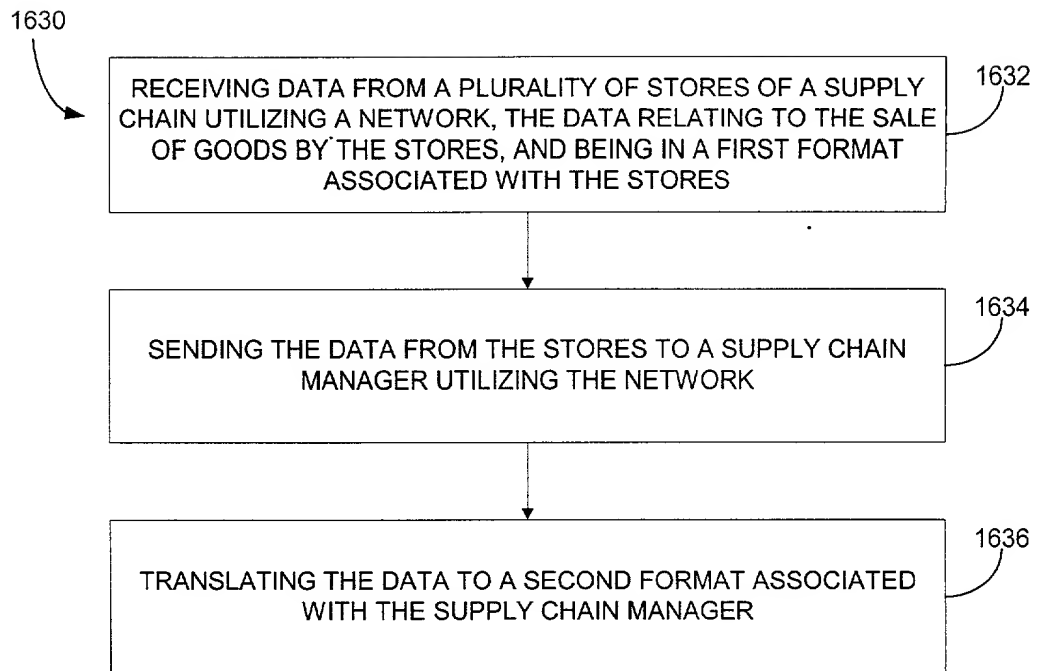 1630
1632
RECEIVING DATA FROM A PLURALITY OF STORES OF A SUPPLY
CHAIN UTILIZING A NETWORK, THE DATA RELATING TO THE SALE
OF GOODS BY THE STORES, AND BEING IN A FIRST FORMAT
ASSOCIATED WITH THE STORES
1634
SENDING THE DATA FROM THE STORES TO A SUPPLY CHAIN
MANAGER UTILIZING THE NETWORK
1636
TRANSLATING THE DATA TO A SECOND FORMAT ASSOCIATED
WITH THE SUPPLY CHAIN MANAGER